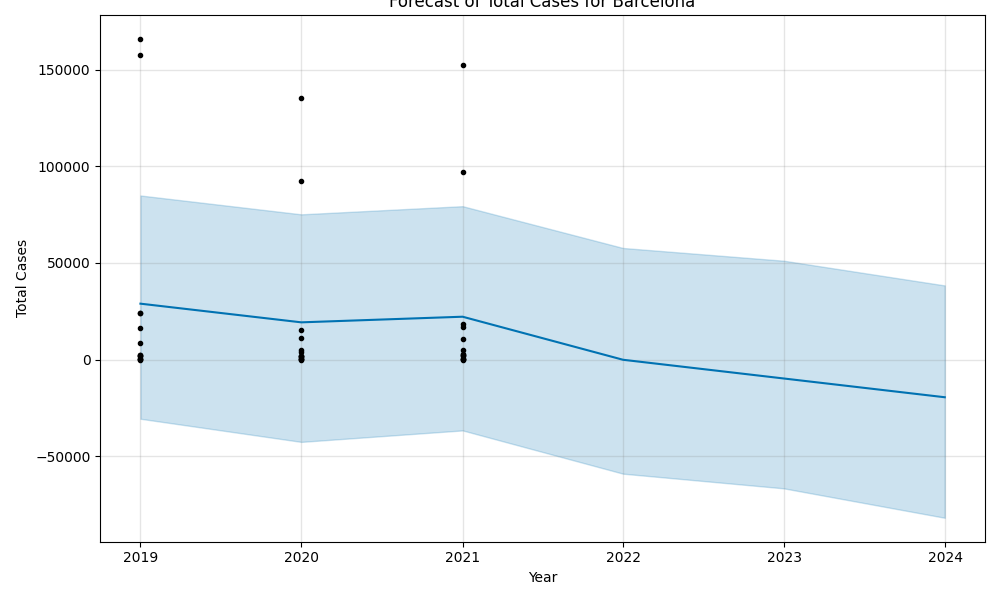 Forecast of Total Cases for Barcelona
150000
100000
50000
0
−50000
Total Cases
2019 2020 2021 2022 2023 2024
Year